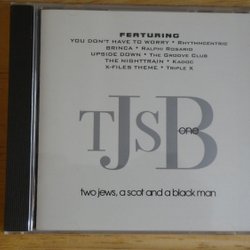 FERTURING
YOU DON'T HAVE TO WORRY • RHYTHMCENTRIC
BRINCA • RALPHI ROSARIO
UPSIDE DOWN • THE GROOVE CLUB
THE NIGHTTRAIN • KADOC
X-FILES THEME • TRIPLE X
TJSB
one
two jews, a scot and a black man